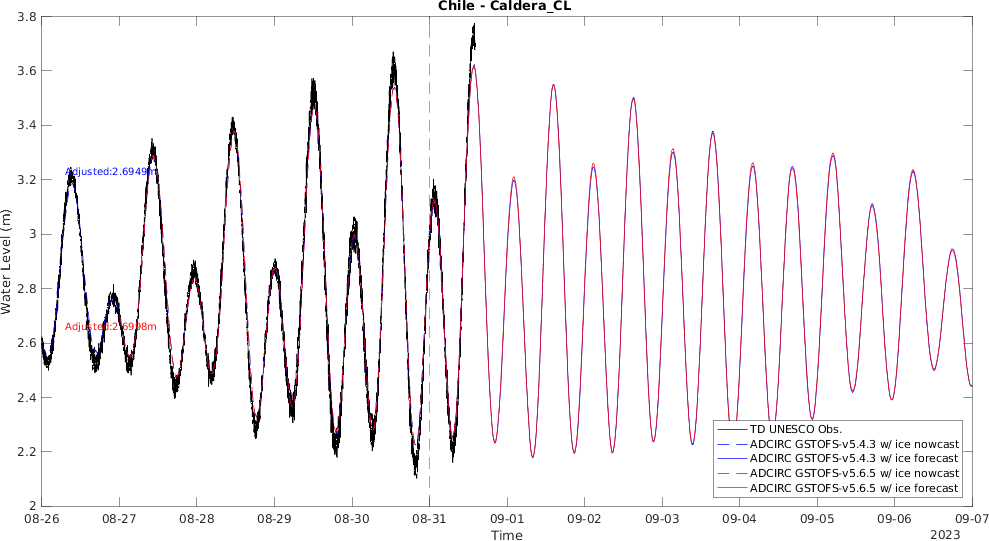 Chile - Caldera_CL
3.8
3.6
3.4
3.2
3
2.8
2.6
2.4
2.2
2
Water Level (m)
Adjusted:2.6949m
Adjusted:2.6998m
TD UNESCO Obs.
ADCIRC GSTOFS-v5.4.3 w/ ice nowcast
ADCIRC GSTOFS-v5.4.3 w/ ice forecast
ADCIRC GSTOFS-v5.6.5 w/ ice nowcast
ADCIRC GSTOFS-v5.6.5 w/ ice forecast
08-26 08-27 08-28 08-29 08-30 08-31 09-01 09-02 09-03 09-04 09-05 09-06 09-07
Time
2023